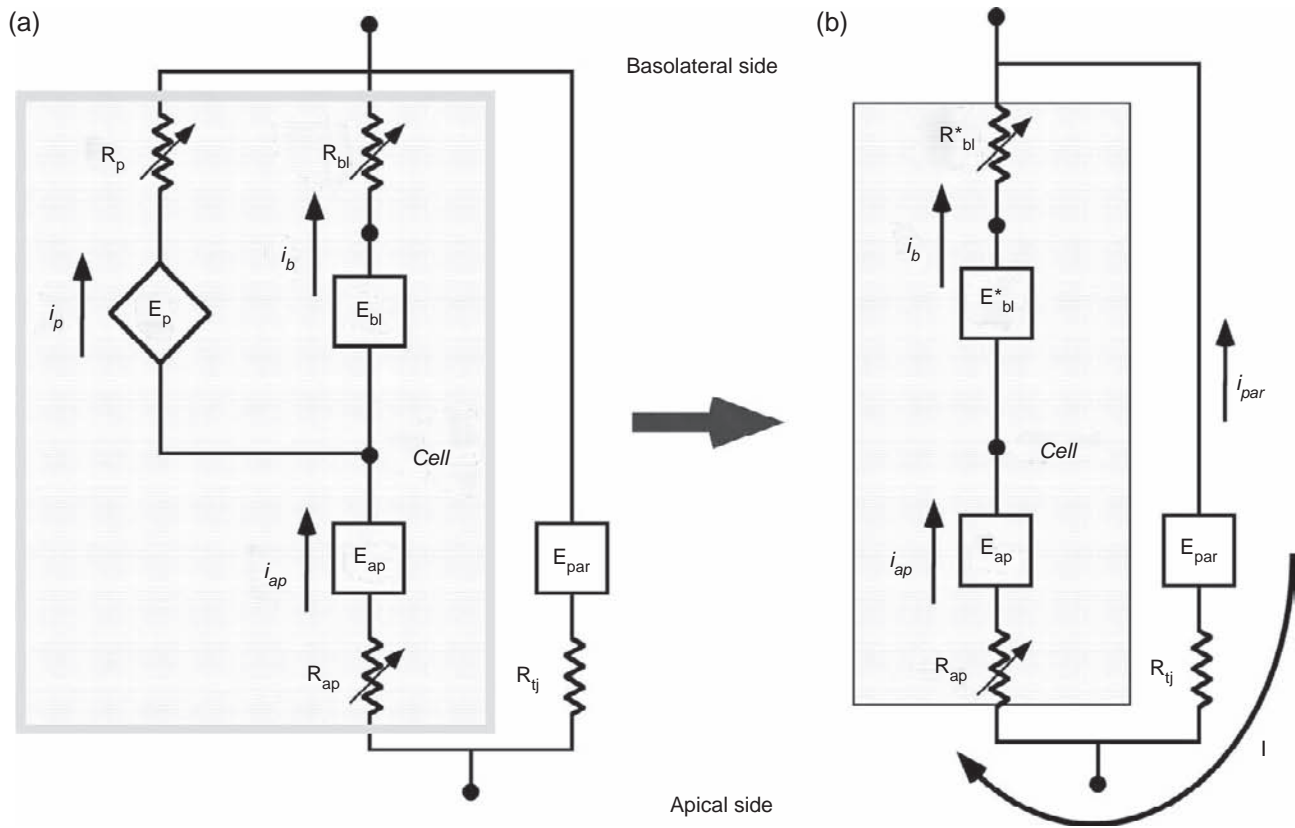 (a)
Basolateral side
R_p
R_bl
i_b
i_p
E_p
E_bl
Cell
i_ap
E_ap
E_par
R_ap
R_tj
Apical side
(b)
R*_bl
i_b
E*_bl
i_par
Cell
i_ap
E_ap
E_par
R_ap
R_tj
I